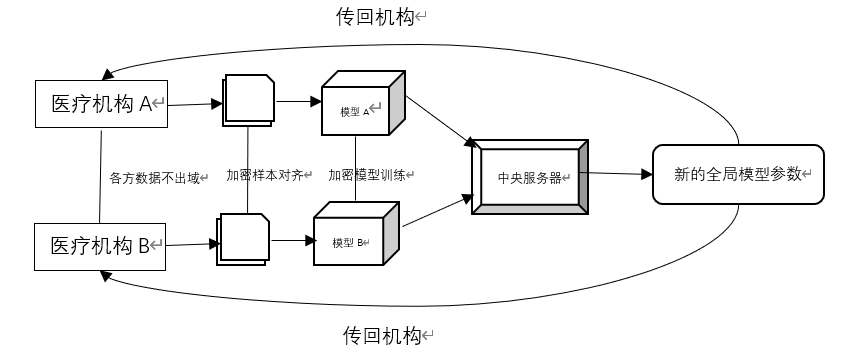 传回机构
医疗机构 A
模型 A
各方数据不出域
加密样本对齐
加密模型训练
中央服务器
新的全局模型参数
医疗机构 B
模型 B
传回机构